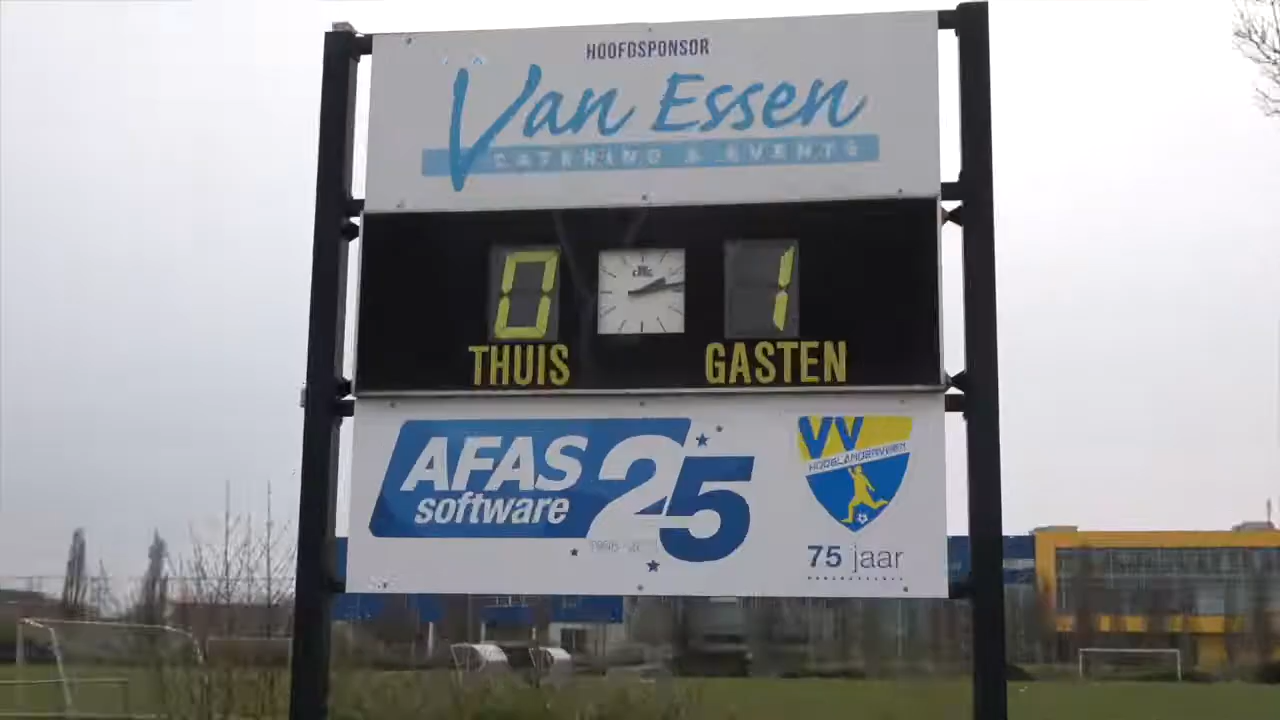 HOOFDSPONSOR
Van Essen
CATERING & EVENTS
0 1
THUIS GASTEN
AFAS software 25
VV
HOOGLANDERVEEN
75 jaar